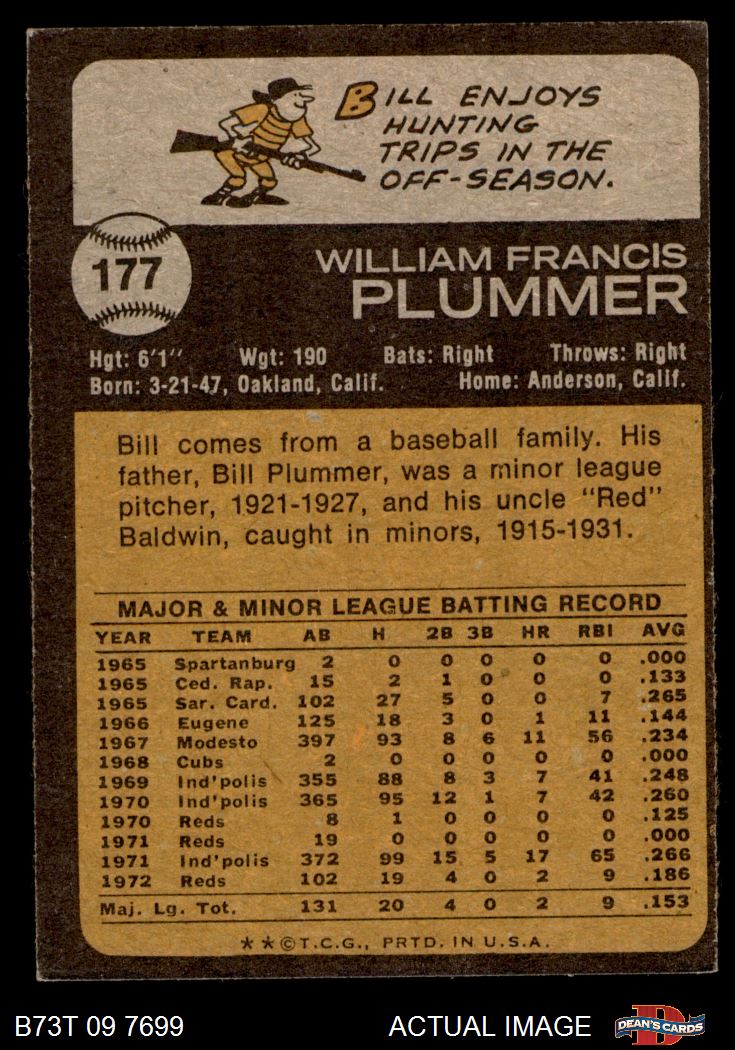 BILL ENJOYS
HUNTING
TRIPS IN THE
OFF-SEASON.
177
WILLIAM FRANCIS
PLUMMER
Hgt: 6'1" Wgt: 190 Bats: Right Throws: Right
Born: 3-21-47, Oakland, Calif. Home: Anderson, Calif.
Bill comes from a baseball family. His
father, Bill Plummer, was a minor league
pitcher, 1921-1927, and his uncle "Red"
Baldwin, caught in minors, 1915-1931.
MAJOR & MINOR LEAGUE BATTING RECORD
YEAR TEAM AB H 2B 3B HR RBI AVG
1965 Spartanburg 2 0 0 0 0 0 .000
1965 Ced. Rap. 15 2 1 0 0 0 .133
1965 Sar. Card. 102 27 5 0 0 7 .265
1966 Eugene 125 18 3 0 1 11 .144
1967 Modesto 397 93 8 6 11 56 .234
1968 Cubs 2 0 0 0 0 0 .000
1969 Ind'polis 355 88 8 3 7 41 .248
1970 Ind'polis 365 95 12 1 7 42 .260
1970 Reds 8 1 0 0 0 0 .125
1971 Reds 19 0 0 0 0 0 .000
1971 Ind'polis 372 99 15 5 17 65 .266
1972 Reds 102 19 4 0 2 9 .186
Maj. Lg. Tot. 131 20 4 0 2 9 .153
**©T.C.G., PRTD. IN U.S.A.
B73T 09 7699 ACTUAL IMAGE DEAN'S CARDS